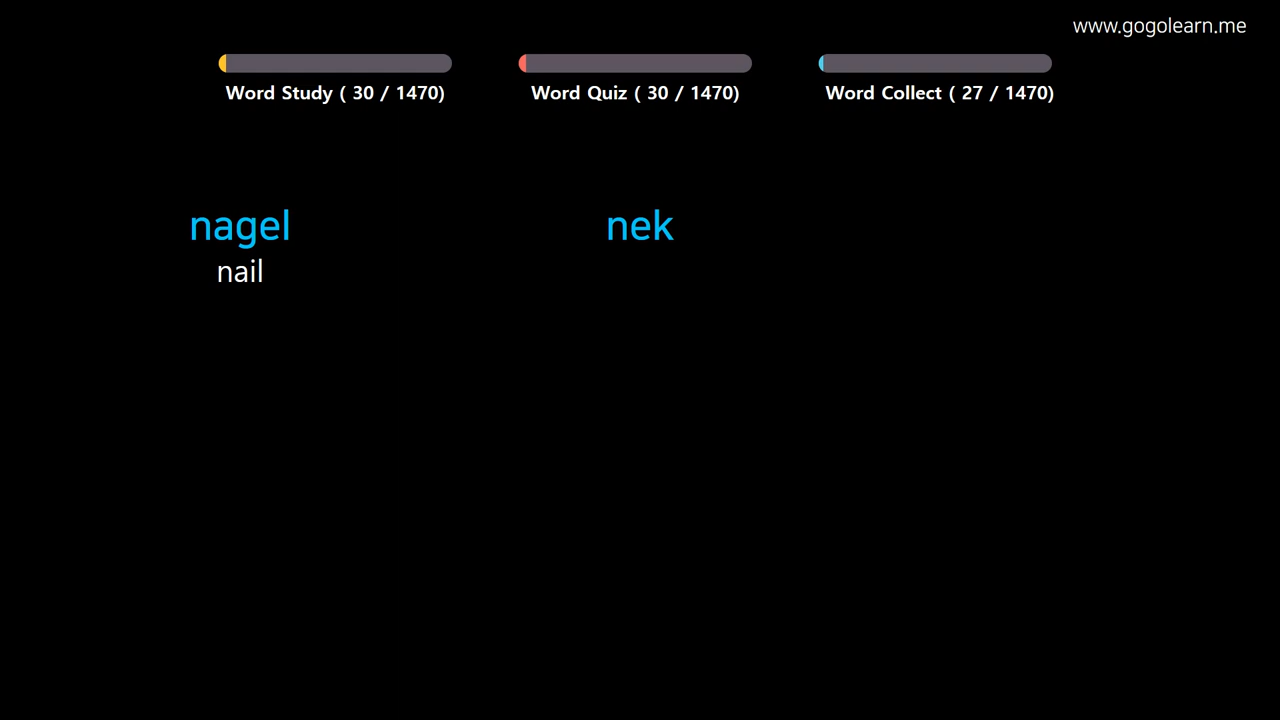 www.gogolearn.me
Word Study ( 30 / 1470)
Word Quiz ( 30 / 1470)
Word Collect ( 27 / 1470)
nagel
nail
nek